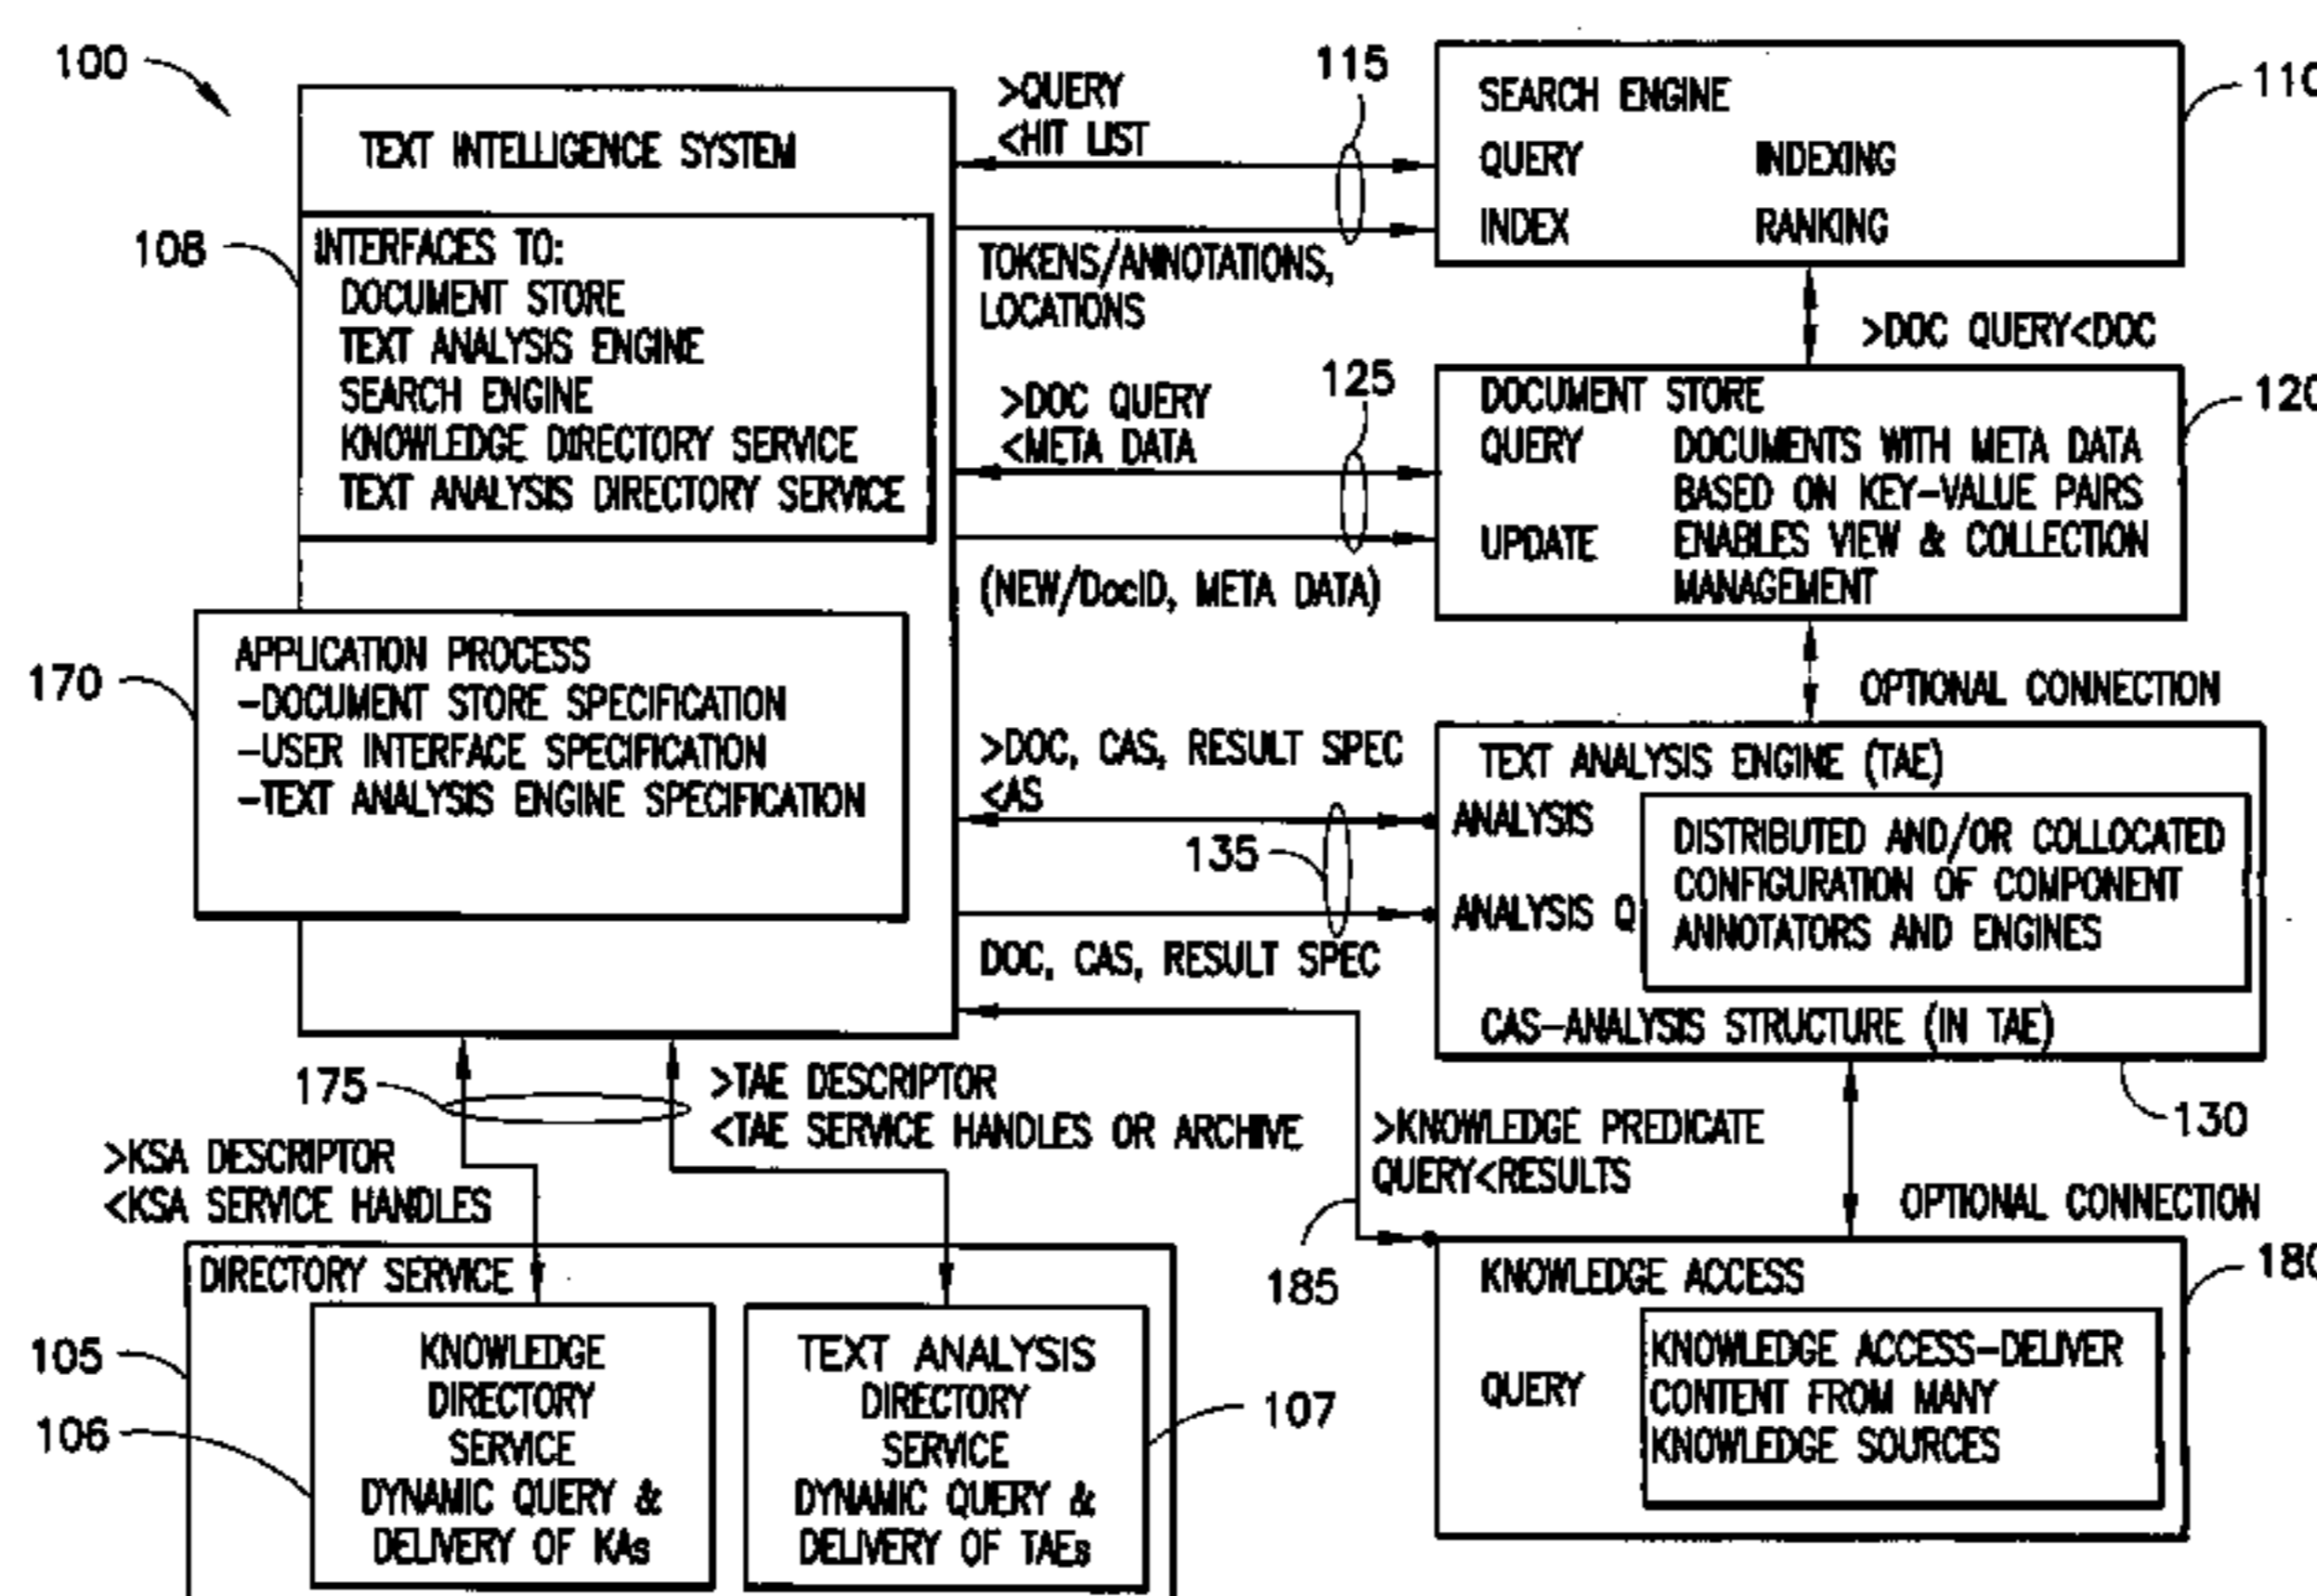 100
TEXT INTELLIGENCE SYSTEM
108
INTERFACES TO:
DOCUMENT STORE
TEXT ANALYSIS ENGINE
SEARCH ENGINE
KNOWLEDGE DIRECTORY SERVICE
TEXT ANALYSIS DIRECTORY SERVICE
170
APPLICATION PROCESS
-DOCUMENT STORE SPECIFICATION
-USER INTERFACE SPECIFICATION
-TEXT ANALYSIS ENGINE SPECIFICATION
>QUERY
<HIT LIST
115
TOKENS/ANNOTATIONS,
LOCATIONS
>DOC QUERY
<META DATA
125
(NEW/DocID, META DATA)
>DOC, CAS, RESULT SPEC
<AS
135
DOC, CAS, RESULT SPEC
SEARCH ENGINE
QUERY INDEXING
INDEX RANKING
110
>DOC QUERY<DOC
DOCUMENT STORE
QUERY DOCUMENTS WITH META DATA
BASED ON KEY-VALUE PAIRS
UPDATE ENABLES VIEW & COLLECTION
MANAGEMENT
120
OPTIONAL CONNECTION
TEXT ANALYSIS ENGINE (TAE)
ANALYSIS
ANALYSIS Q
DISTRIBUTED AND/OR COLLOCATED
CONFIGURATION OF COMPONENT
ANNOTATORS AND ENGINES
CAS-ANALYSIS STRUCTURE (IN TAE)
130
175
>TAE DESCRIPTOR
<TAE SERVICE HANDLES OR ARCHIVE
>KSA DESCRIPTOR
<KSA SERVICE HANDLES
>KNOWLEDGE PREDICATE
QUERY<RESULTS
185
OPTIONAL CONNECTION
DIRECTORY SERVICE
105
106
KNOWLEDGE
DIRECTORY
SERVICE
DYNAMIC QUERY &
DELIVERY OF KAs
TEXT ANALYSIS
DIRECTORY
SERVICE
DYNAMIC QUERY &
DELIVERY OF TAEs
107
KNOWLEDGE ACCESS
QUERY
KNOWLEDGE ACCESS-DELIVER
CONTENT FROM MANY
KNOWLEDGE SOURCES
180